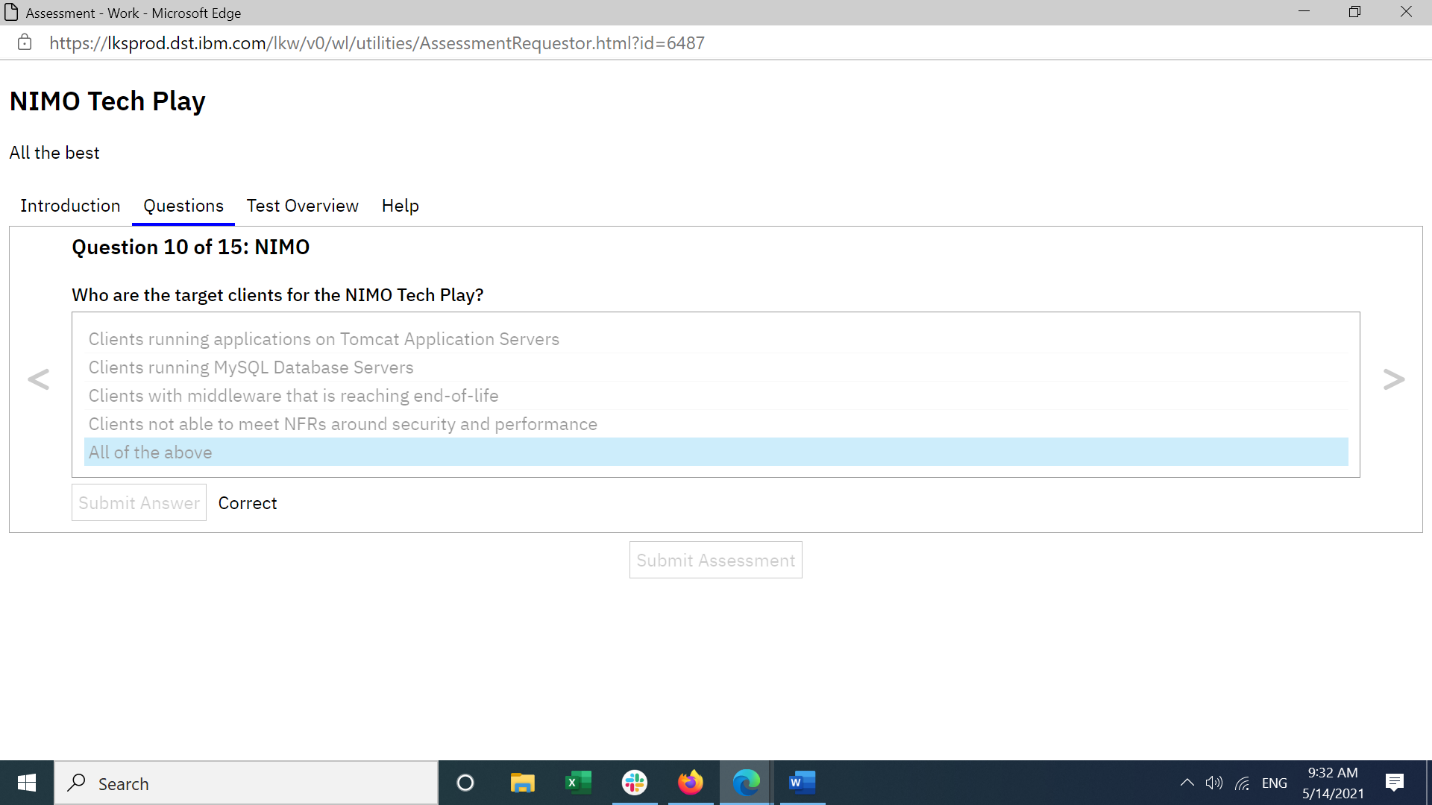 Assessment - Work - Microsoft Edge
https://lksprod.dst.ibm.com/lkw/v0/wl/utilities/AssessmentRequestor.html?id=6487
NIMO Tech Play
All the best
Introduction Questions Test Overview Help
Question 10 of 15: NIMO
Who are the target clients for the NIMO Tech Play?
Clients running applications on Tomcat Application Servers
Clients running MySQL Database Servers
Clients with middleware that is reaching end-of-life
Clients not able to meet NFRs around security and performance
All of the above
< >
Submit Answer Correct
Submit Assessment
Search
ENG
9:32 AM
5/14/2021